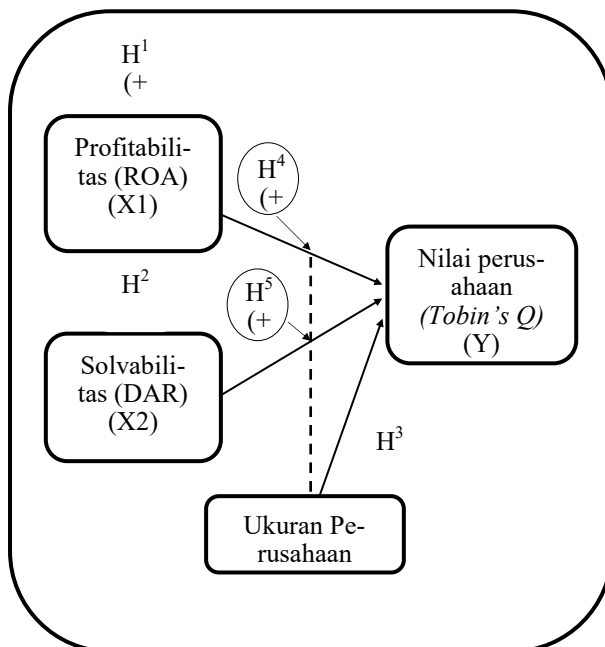 H¹
(+
Profitabili-
tas (ROA)
(X1)
H⁴
(+
H²
H⁵
(+
Nilai perus-
ahaan
(Tobin's Q)
(Y)
Solvabili-
tas (DAR)
(X2)
H³
Ukuran Pe-
rusahaan